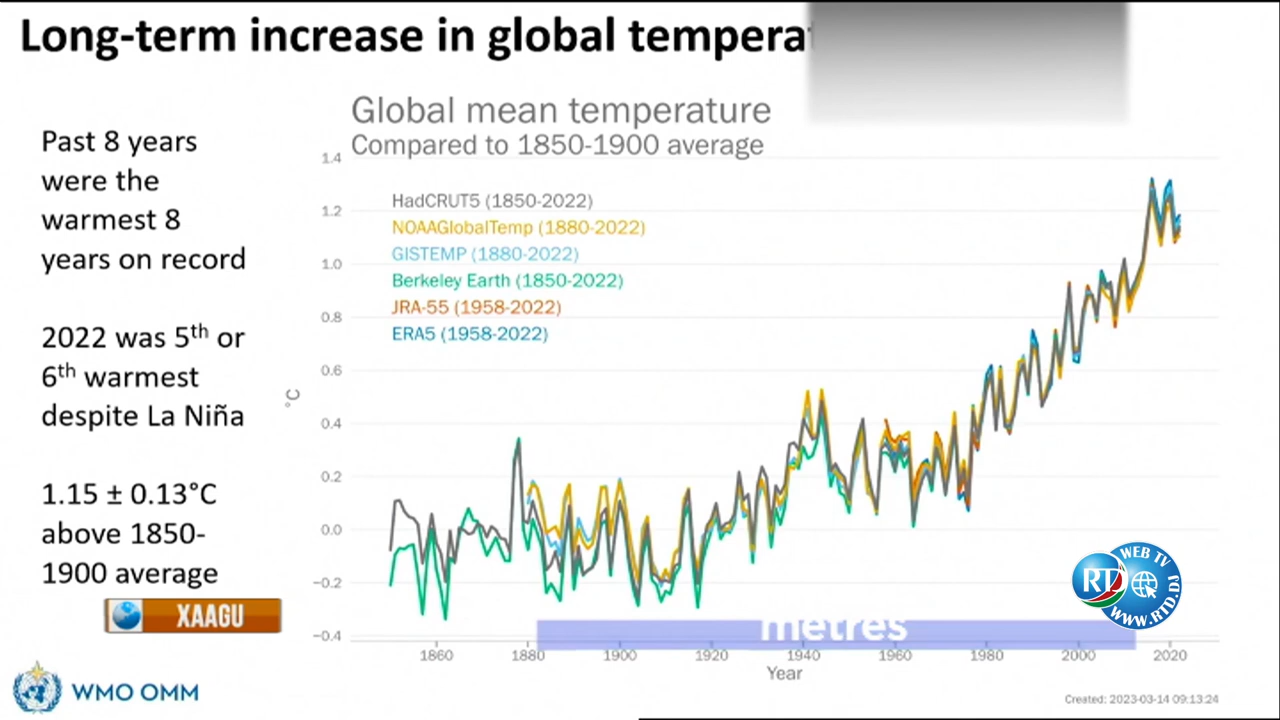 Long-term increase in global tempera
Past 8 years
were the
warmest 8
years on record
2022 was 5th or
6th warmest
despite La Niña
1.15 ± 0.13°C
above 1850-
1900 average
XAAGU
WMO OMM
Global mean temperature
Compared to 1850-1900 average
HadCRUT5 (1850-2022)
NOAAGlobalTemp (1880-2022)
GISTEMP (1880-2022)
Berkeley Earth (1850-2022)
JRA-55 (1958-2022)
ERA5 (1958-2022)
°C
1.4
1.2
1.0
0.8
0.6
0.4
0.2
0.0
−0.2
−0.4
metres
1860 1880 1900 1920 1940 1960 1980 2000 2020
Year
Created: 2023-03-14 09:13:24
RTD
WEB TV
WWW.RTD.DJ